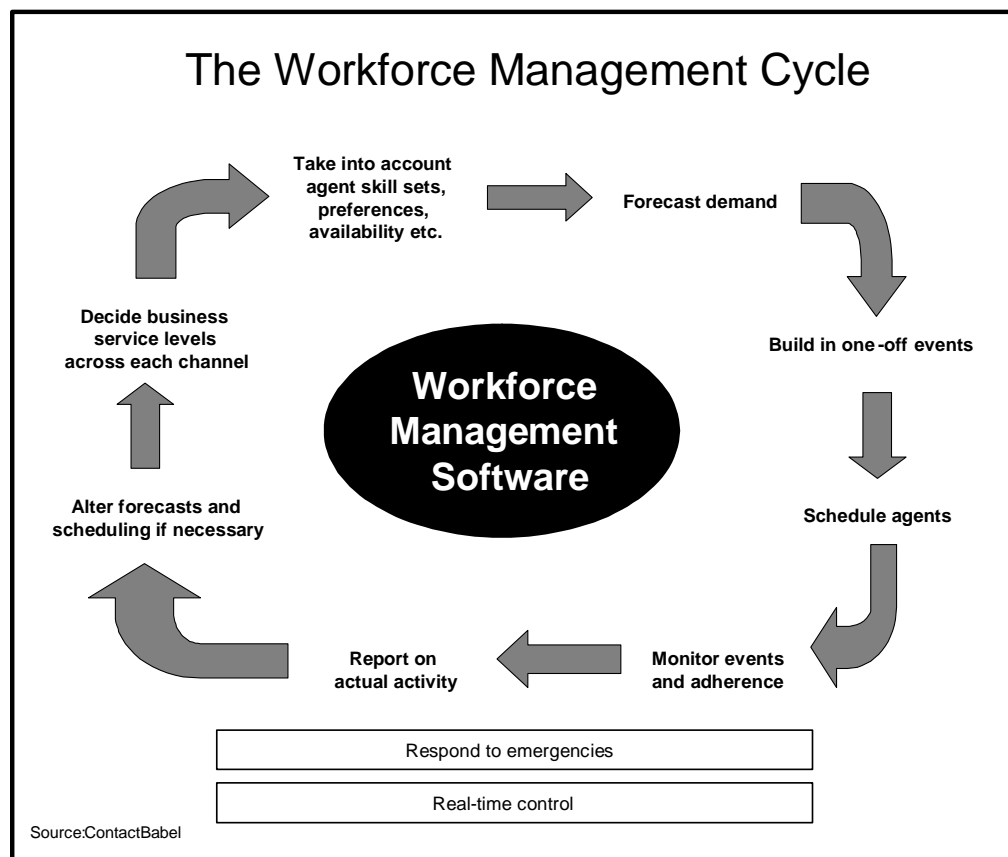 The Workforce Management Cycle
Take into account
agent skill sets,
preferences,
availability etc.
Forecast demand
Build in one-off events
Schedule agents
Monitor events
and adherence
Report on
actual activity
Alter forecasts and
scheduling if necessary
Decide business
service levels
across each channel
Workforce
Management
Software
Respond to emergencies
Real-time control
Source:ContactBabel